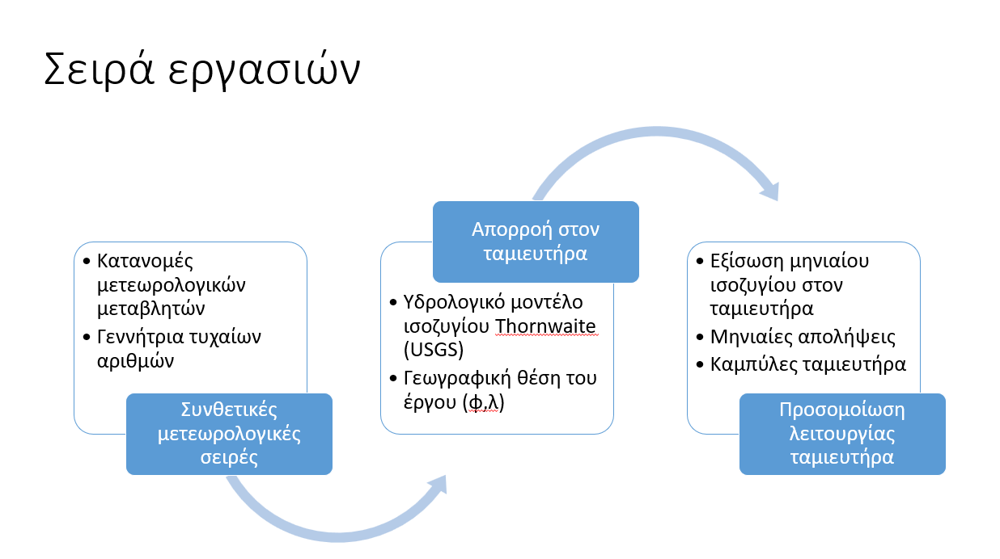 Σειρά εργασιών
• Κατανομές
μετεωρολογικών
μεταβλητών
• Γεννήτρια τυχαίων
αριθμών
Συνθετικές
μετεωρολογικές
σειρές
Απορροή στον
ταμιευτήρα
• Υδρολογικό μοντέλο
ισοζυγίου Thornwaite
(USGS)
• Γεωγραφική θέση του
έργου (φ,λ)
• Εξίσωση μηνιαίου
ισοζυγίου στον
ταμιευτήρα
• Μηνιαίες απολήψεις
• Καμπύλες ταμιευτήρα
Προσομοίωση
λειτουργίας
ταμιευτήρα